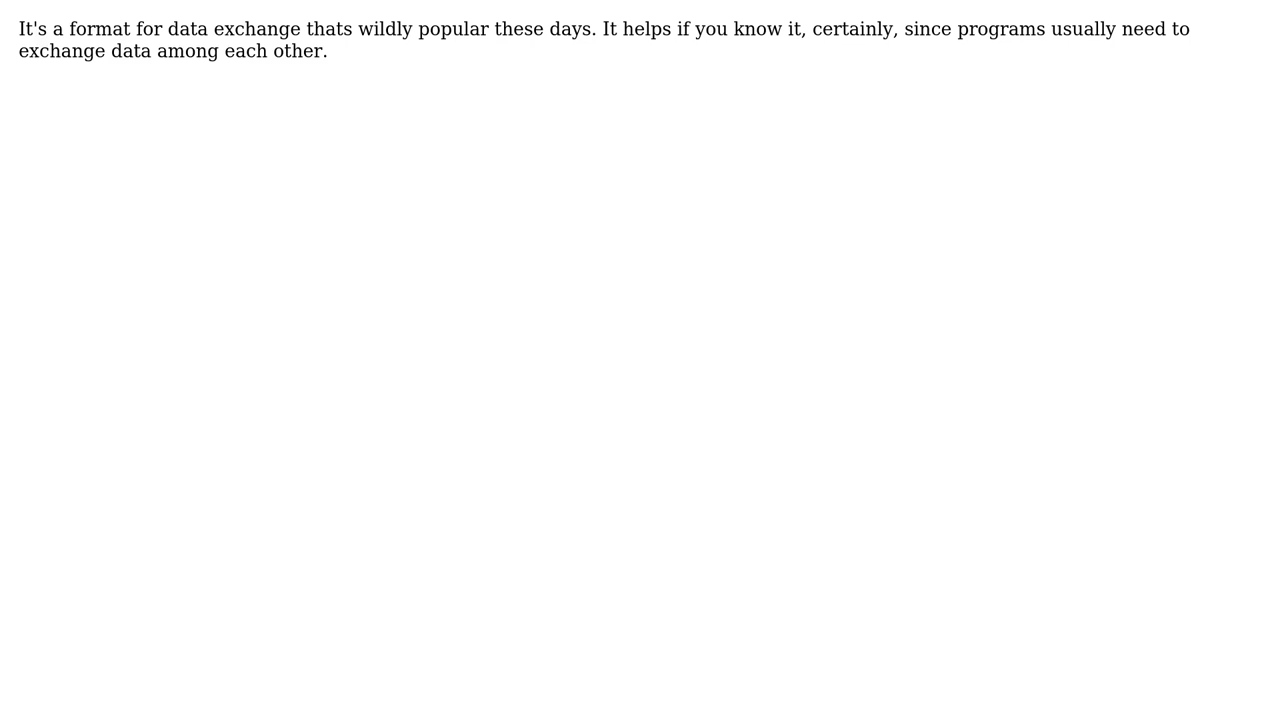 It's a format for data exchange thats wildly popular these days. It helps if you know it, certainly, since programs usually need to
exchange data among each other.